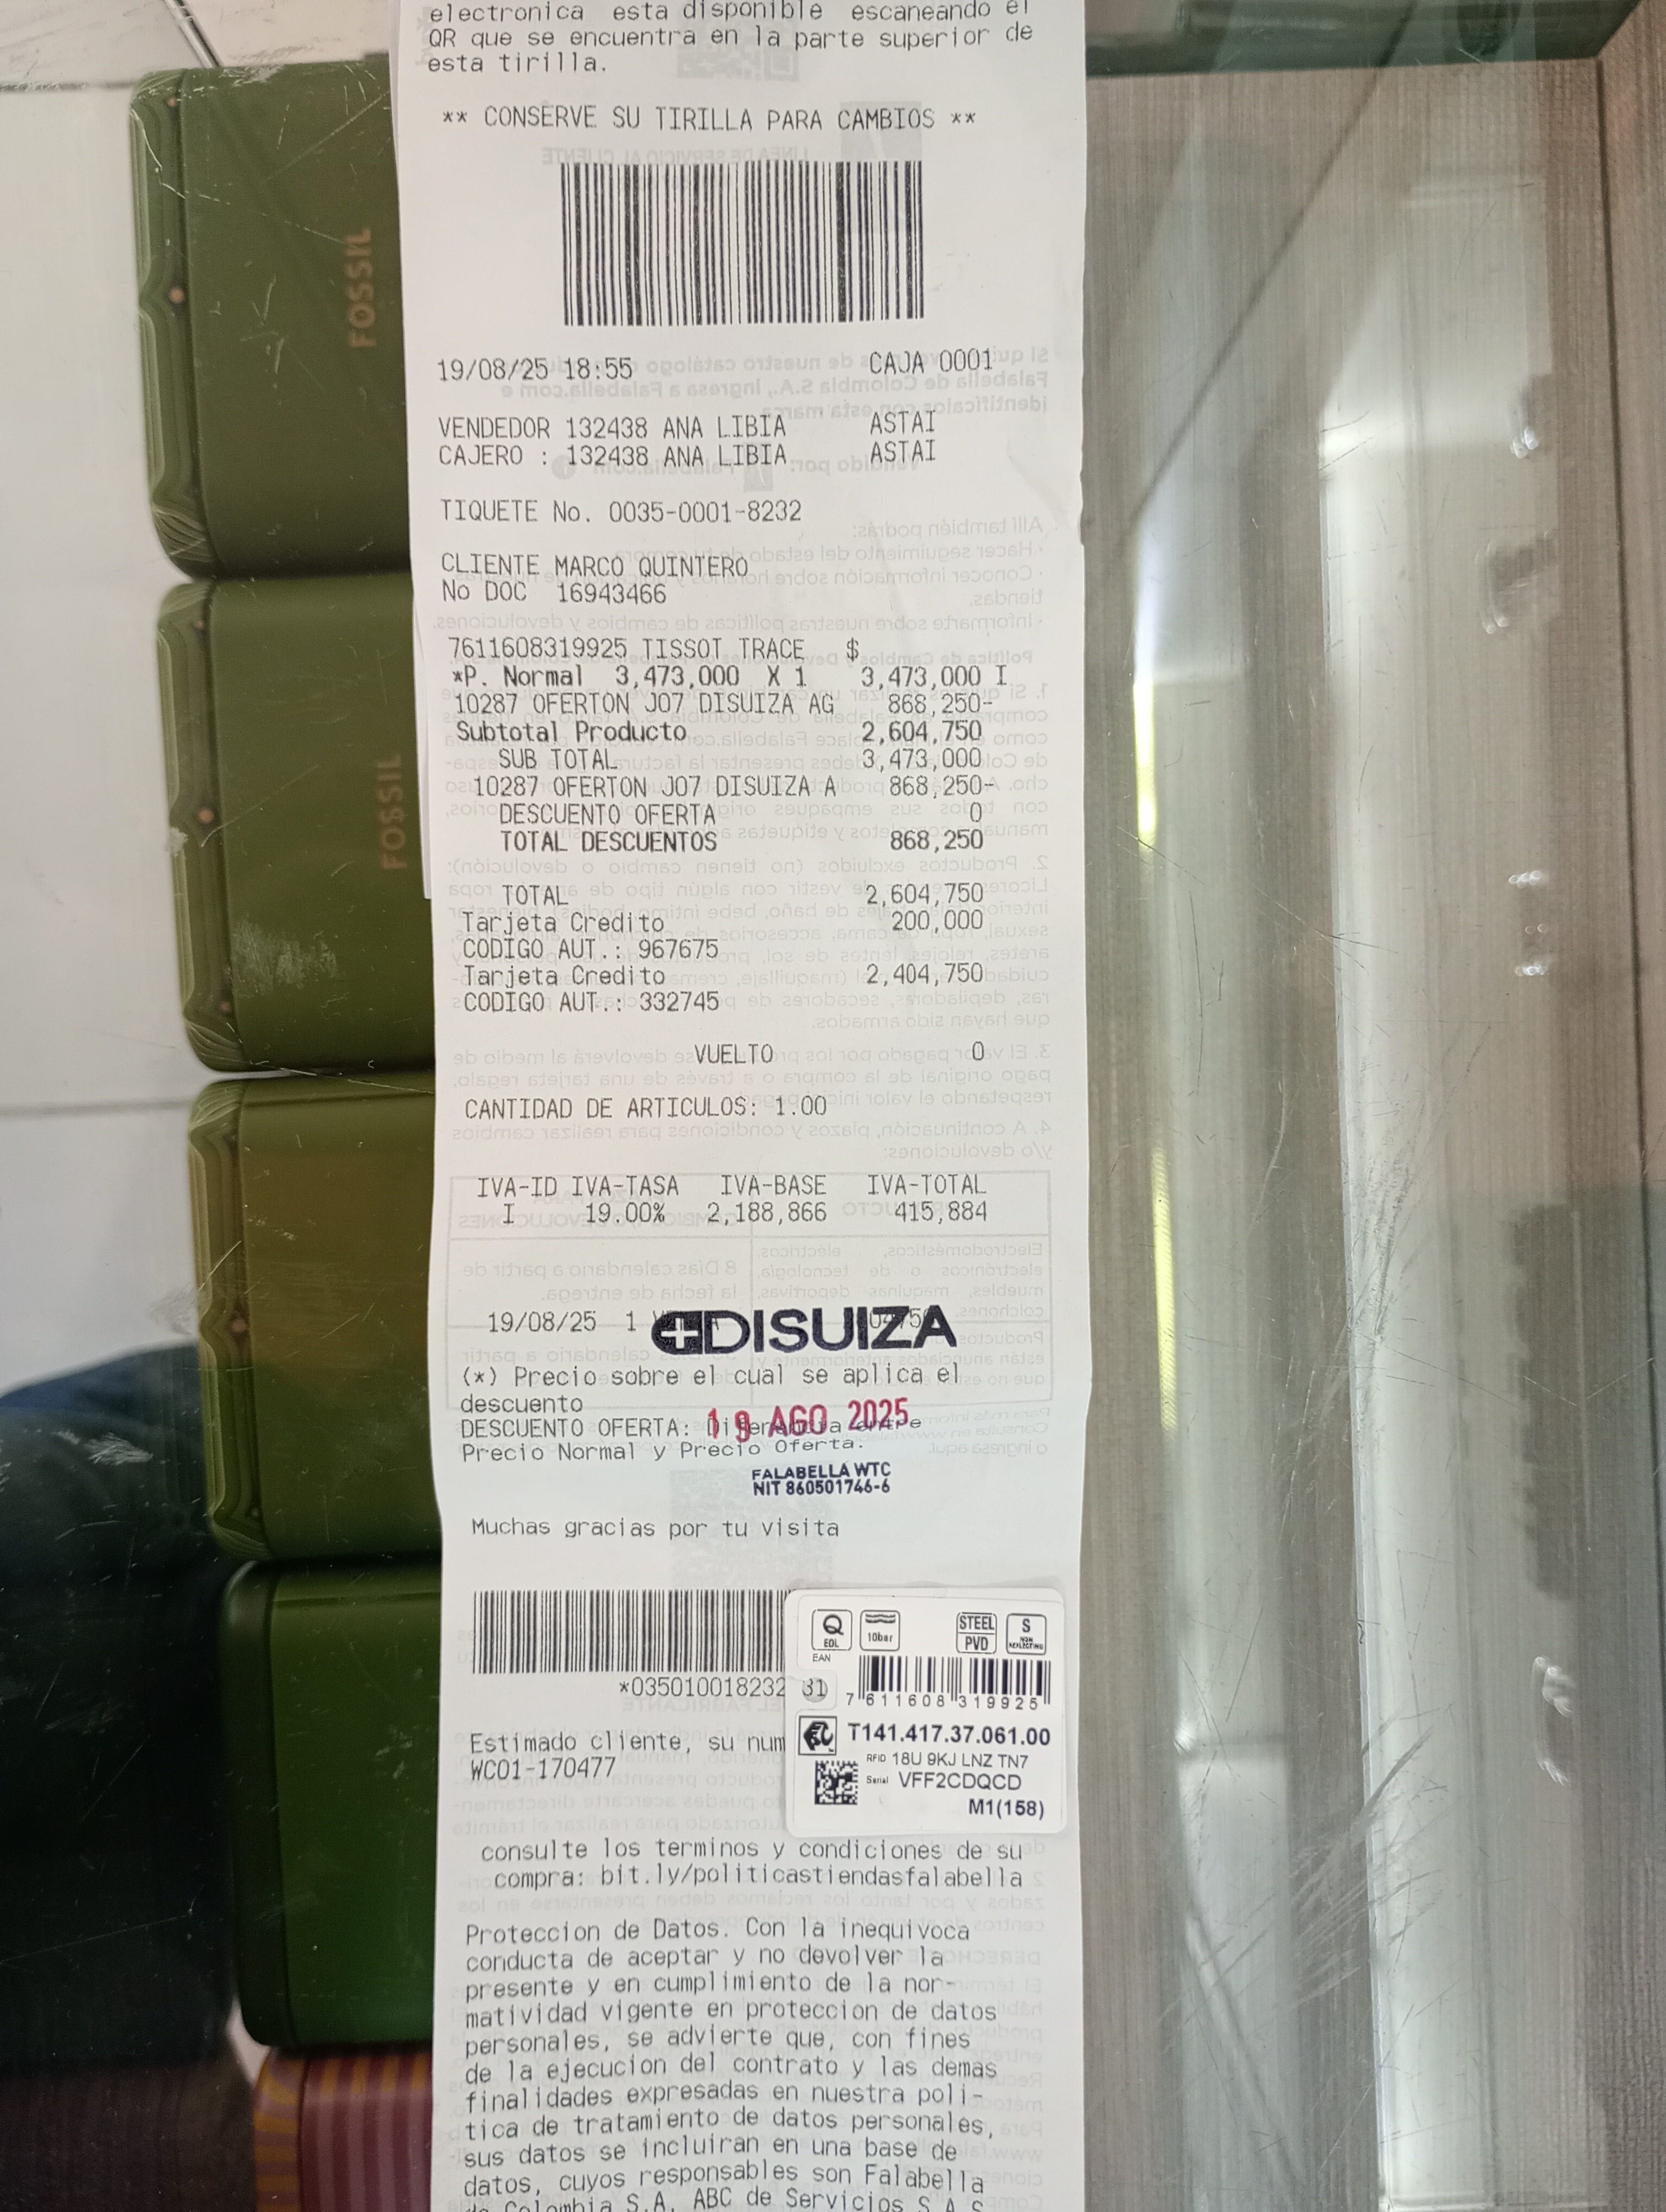 electronica esta disponible escaneando el
QR que se encuentra en la parte superior de
esta tirilla.
** CONSERVE SU TIRILLA PARA CAMBIOS **
19/08/25 18:55 CAJA 0001
VENDEDOR 132438 ANA LIBIA ASTAI
CAJERO : 132438 ANA LIBIA ASTAI
TIQUETE No. 0035-0001-8232
CLIENTE MARCO QUINTERO
No DOC 16943466
7611608319925 TISSOT TRACE $
*P. Normal 3,473,000 X 1 3,473,000 I
10287 OFERTON J07 DISUIZA AG 868,250-
Subtotal Producto 2,604,750
SUB TOTAL 3,473,000
10287 OFERTON J07 DISUIZA A 868,250-
DESCUENTO OFERTA 0
TOTAL DESCUENTOS 868,250
TOTAL 2,604,750
Tarjeta Credito 200,000
CODIGO AUT.: 967675
Tarjeta Credito 2,404,750
CODIGO AUT.: 332745
VUELTO 0
CANTIDAD DE ARTICULOS: 1.00
IVA-ID IVA-TASA IVA-BASE IVA-TOTAL
I 19.00% 2,188,866 415,884
19/08/25 1
DISUIZA
(*) Precio sobre el cual se aplica el
descuento
DESCUENTO OFERTA: Diferencia entre
19 AGO 2025
Precio Normal y Precio Oferta.
FALABELLA WTC
NIT 860501746-6
Muchas gracias por tu visita
*035010018232 31
Estimado cliente, su num
WC01-170477
Q EOL
10bar
STEEL PVD
S NON REFLECTING
EAN
7 611608 319925
T141.417.37.061.00
RFID 18U 9KJ LNZ TN7
Serial VFF2CDQCD
M1(158)
consulte los terminos y condiciones de su
compra: bit.ly/politicastiendasfalabella
Proteccion de Datos. Con la inequivoca
conducta de aceptar y no devolver la
presente y en cumplimiento de la nor-
matividad vigente en proteccion de datos
personales, se advierte que, con fines
de la ejecucion del contrato y las demas
finalidades expresadas en nuestra poli-
tica de tratamiento de datos personales,
sus datos se incluiran en una base de
datos, cuyos responsables son Falabella
de Colombia S.A, ABC de Servicios S.A.S
FOSSIL
FOSSIL